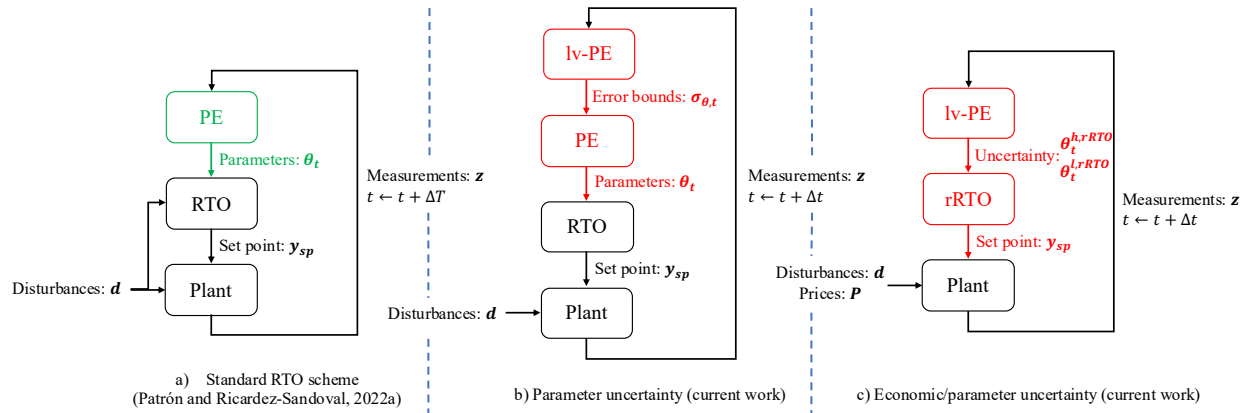 PE
Parameters: θt
RTO
Set point: ysp
Disturbances: d
Plant
Measurements: z
t ← t + ΔT
a) Standard RTO scheme
(Patrón and Ricardez-Sandoval, 2022a)
lv-PE
Error bounds: σθ,t
PE
Parameters: θt
RTO
Set point: ysp
Disturbances: d
Plant
Measurements: z
t ← t + Δt
b) Parameter uncertainty (current work)
lv-PE
Uncertainty: θt^h,rRTO
θt^l,rRTO
rRTO
Set point: ysp
Disturbances: d
Prices: P
Plant
Measurements: z
t ← t + Δt
c) Economic/parameter uncertainty (current work)